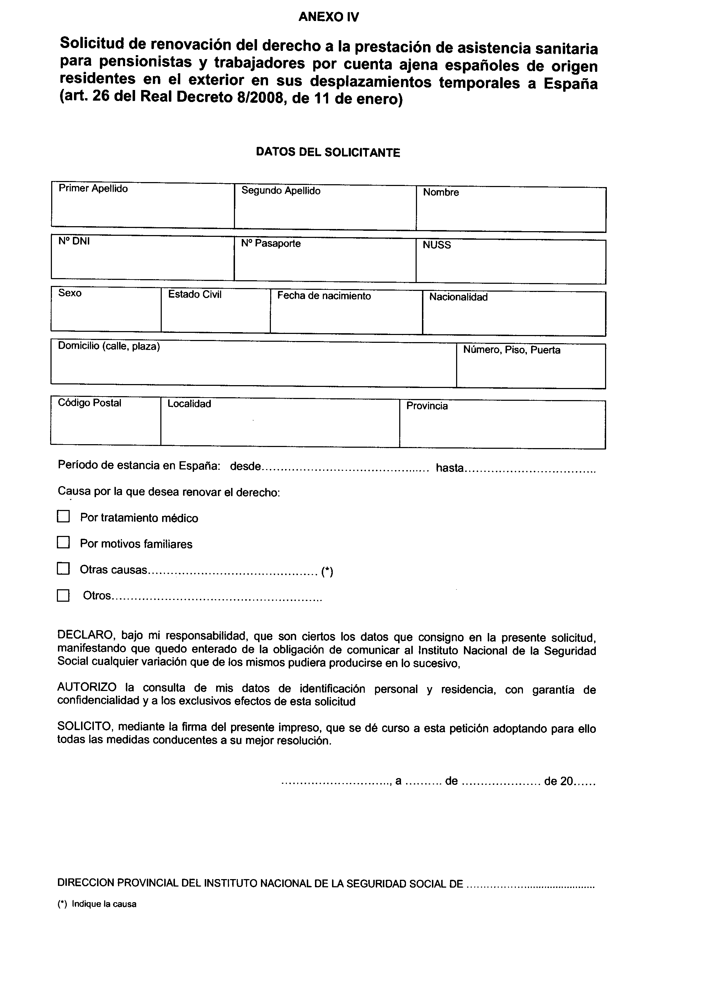 ANEXO IV
Solicitud de renovación del derecho a la prestación de asistencia sanitaria
para pensionistas y trabajadores por cuenta ajena españoles de origen
residentes en el exterior en sus desplazamientos temporales a España
(art. 26 del Real Decreto 8/2008, de 11 de enero)
DATOS DEL SOLICITANTE
Primer Apellido Segundo Apellido Nombre
Nº DNI Nº Pasaporte NUSS
Sexo Estado Civil Fecha de nacimiento Nacionalidad
Domicilio (calle, plaza) Número, Piso, Puerta
Código Postal Localidad Provincia
Período de estancia en España: desde............................................ hasta..................................
Causa por la que desea renovar el derecho:
Por tratamiento médico
Por motivos familiares
Otras causas............................................ (*)
Otros.......................................................
DECLARO, bajo mi responsabilidad, que son ciertos los datos que consigno en la presente solicitud,
manifestando que quedo enterado de la obligación de comunicar al Instituto Nacional de la Seguridad
Social cualquier variación que de los mismos pudiera producirse en lo sucesivo,
AUTORIZO la consulta de mis datos de identificación personal y residencia, con garantía de
confidencialidad y a los exclusivos efectos de esta solicitud
SOLICITO, mediante la firma del presente impreso, que se dé curso a esta petición adoptando para ello
todas las medidas conducentes a su mejor resolución.
............................, a .......... de ..................... de 20......
DIRECCION PROVINCIAL DEL INSTITUTO NACIONAL DE LA SEGURIDAD SOCIAL DE ..........................................
(*) Indique la causa